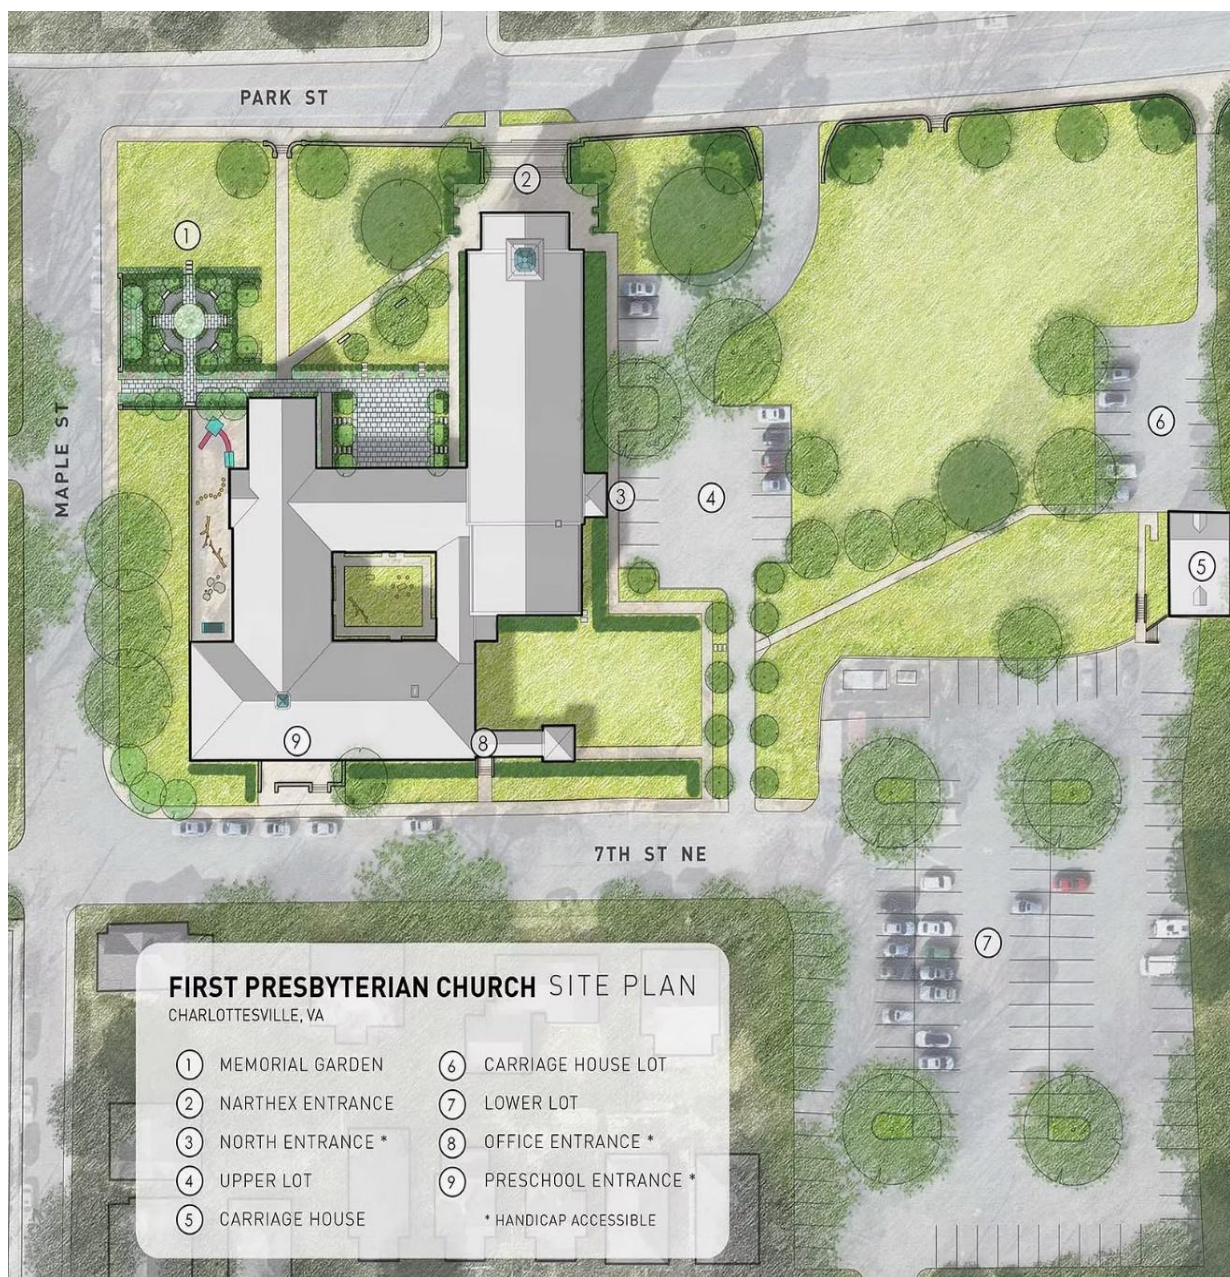 PARK ST
2
1
MAPLE ST
6
3
4
5
9
8
7TH ST NE
7
FIRST PRESBYTERIAN CHURCH SITE PLAN
CHARLOTTESVILLE, VA
1 MEMORIAL GARDEN
2 NARTHEX ENTRANCE
3 NORTH ENTRANCE *
4 UPPER LOT
5 CARRIAGE HOUSE
6 CARRIAGE HOUSE LOT
7 LOWER LOT
8 OFFICE ENTRANCE *
9 PRESCHOOL ENTRANCE *
* HANDICAP ACCESSIBLE